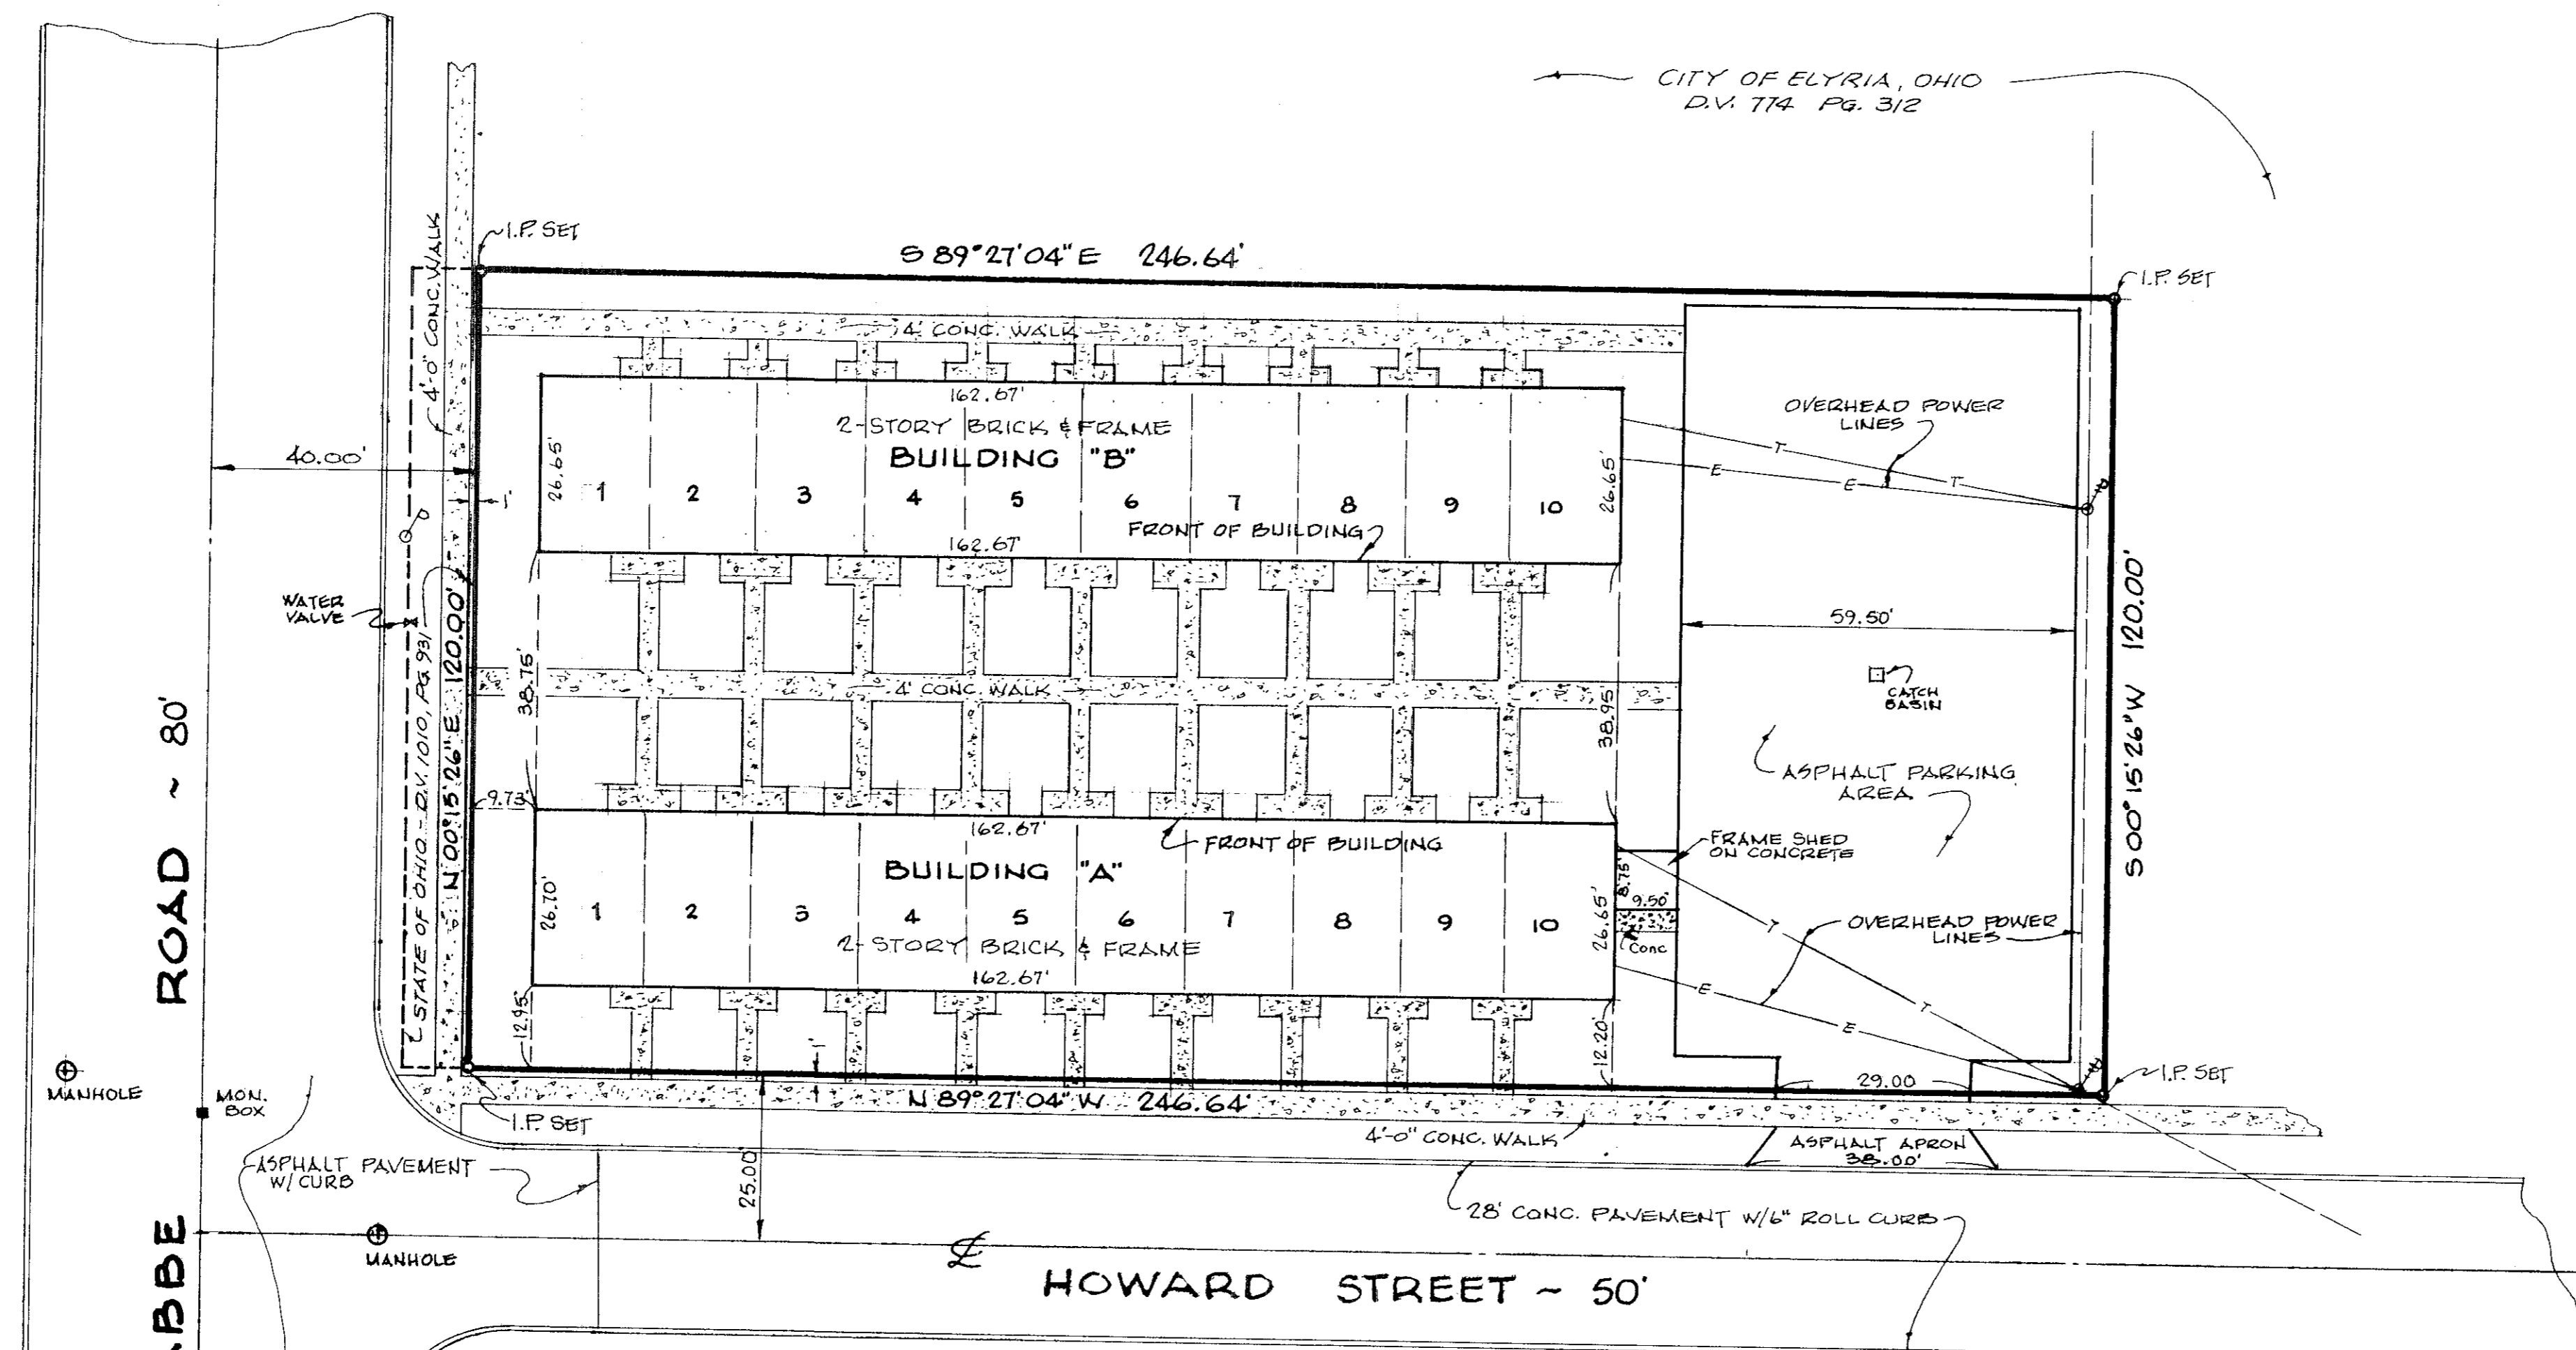 CITY OF ELYRIA, OHIO
D.V. 774 PG. 312
I.P. SET
S 89°27'04" E 246.64'
I.P. SET
4'-0" CONC. WALK
4' CONC. WALK
162.67'
2-STORY BRICK & FRAME
BUILDING "B"
26.65'
1 2 3 4 5 6 7 8 9 10
26.65'
FRONT OF BUILDING
162.67'
OVERHEAD POWER
LINES
T
E
E
T
40.00'
1'
WATER
VALVE
STATE OF OHIO - D.V. 1010, PG 931
N 00°15'26" E 120.00'
38.75'
4' CONC. WALK
38.95'
59.50'
CATCH
BASIN
S 00°15'26" W 120.00'
ASPHALT PARKING
AREA
9.73'
162.67'
FRONT OF BUILDING
BUILDING "A"
26.70'
1 2 3 4 5 6 7 8 9 10
2-STORY BRICK & FRAME
162.67'
26.65'
FRAME SHED
ON CONCRETE
8.75'
9.50'
Conc
OVERHEAD POWER
LINES
T
E
E
T
12.95'
1'
12.20'
29.00
I.P. SET
N 89°27'04" W 246.64'
I.P. SET
4'-0" CONC. WALK
ASPHALT APRON
38.00'
MANHOLE
MON.
BOX
ASPHALT PAVEMENT
W/ CURB
25.00'
28' CONC. PAVEMENT W/6" ROLL CURB
MANHOLE
℄
HOWARD STREET ~ 50'
BBE ROAD ~ 80'